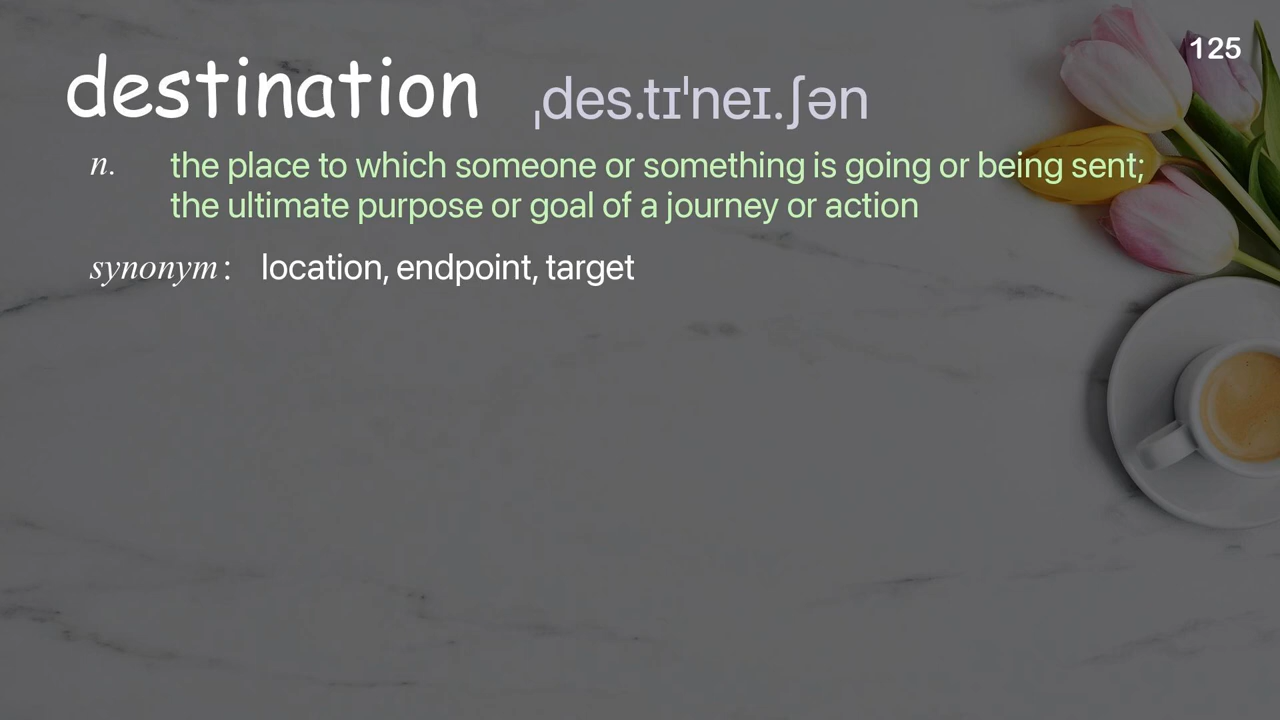 125
destination ˌdes.tɪˈneɪ.ʃən
n. the place to which someone or something is going or being sent;
the ultimate purpose or goal of a journey or action
synonym : location, endpoint, target